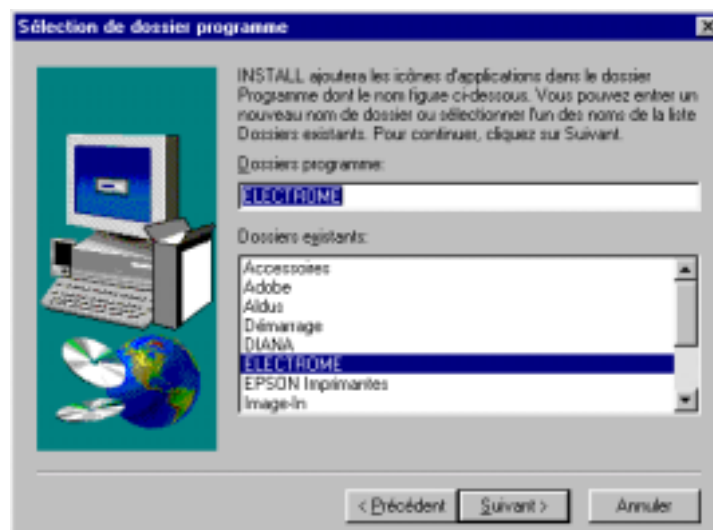 Sélection de dossier programme
INSTALL ajoutera les icônes d'applications dans le dossier
Programme dont le nom figure ci-dessous. Vous pouvez entrer un
nouveau nom de dossier ou sélectionner l'un des noms de la liste
Dossiers existants. Pour continuer, cliquez sur Suivant.
Dossiers programme:
ELECTROME
Dossiers existants:
Accessoires
Adobe
Aldus
Démarrage
DIANA
ELECTROME
EPSON Imprimantes
Image-In
< Précédent
Suivant >
Annuler